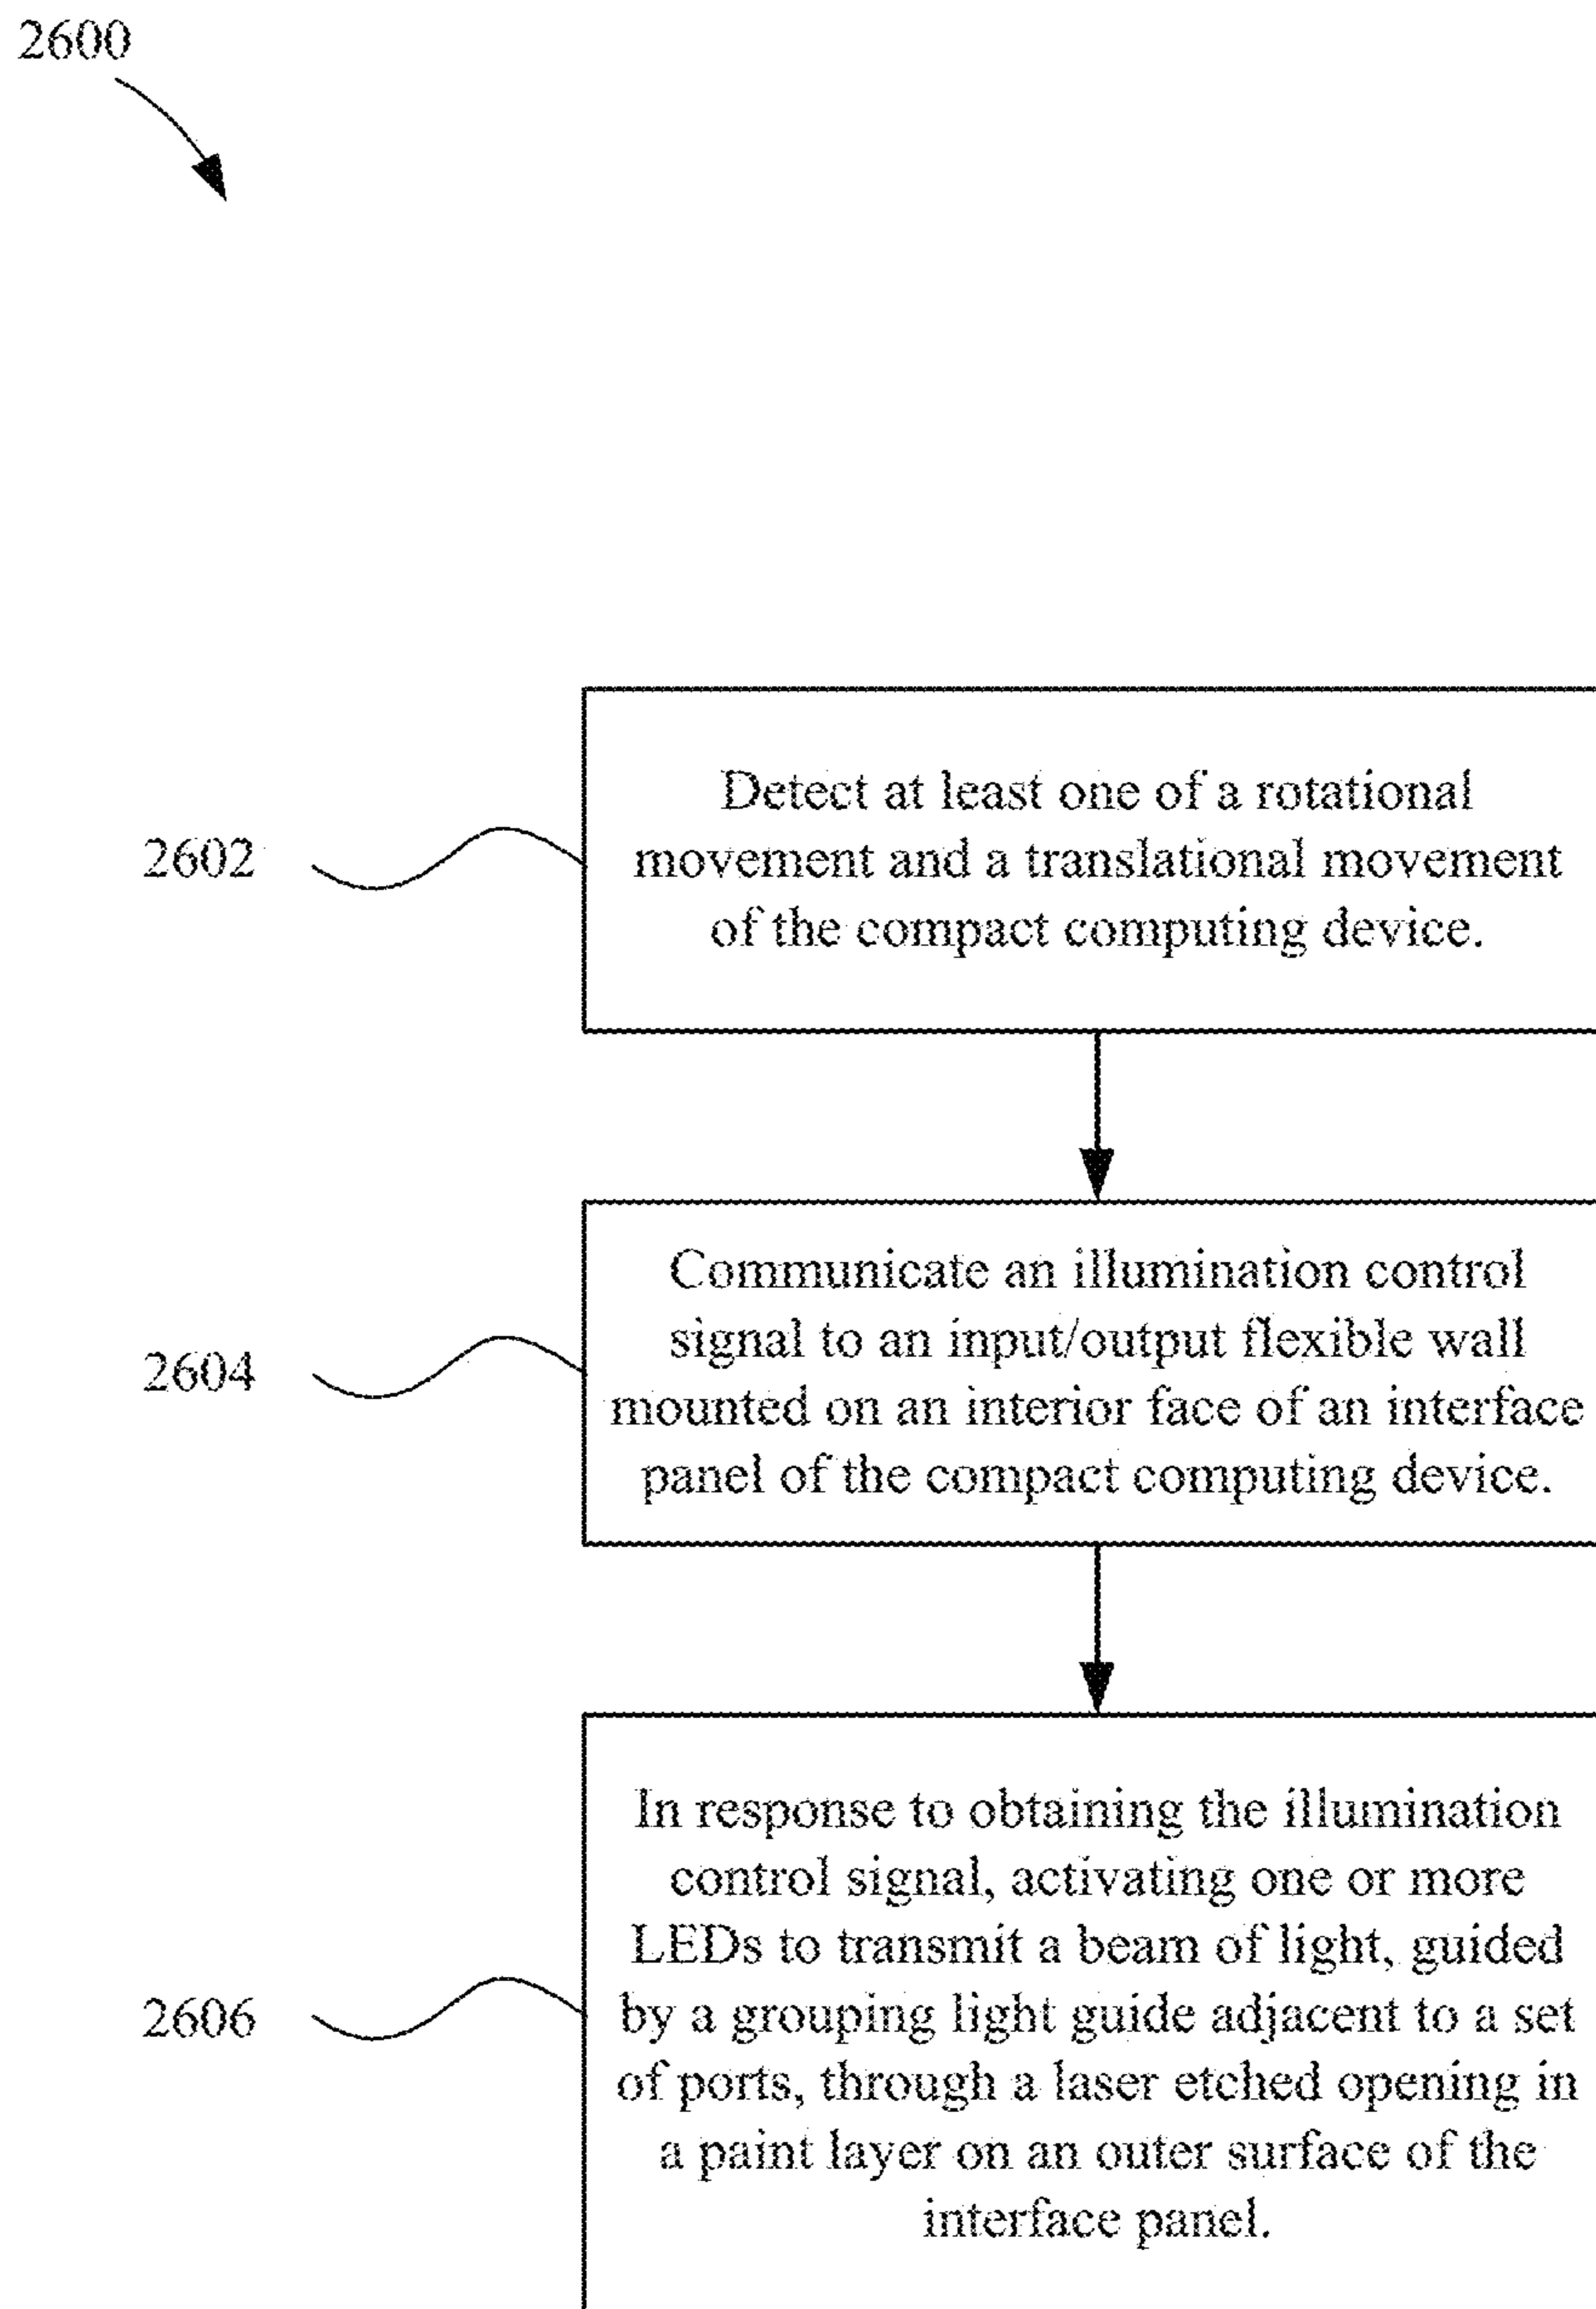 2600
Detect at least one of a rotational
movement and a translational movement
of the compact computing device.
2602
Communicate an illumination control
signal to an input/output flexible wall
mounted on an interior face of an interface
panel of the compact computing device.
2604
In response to obtaining the illumination
control signal, activating one or more
LEDs to transmit a beam of light, guided
by a grouping light guide adjacent to a set
of ports, through a laser etched opening in
a paint layer on an outer surface of the
interface panel.
2606